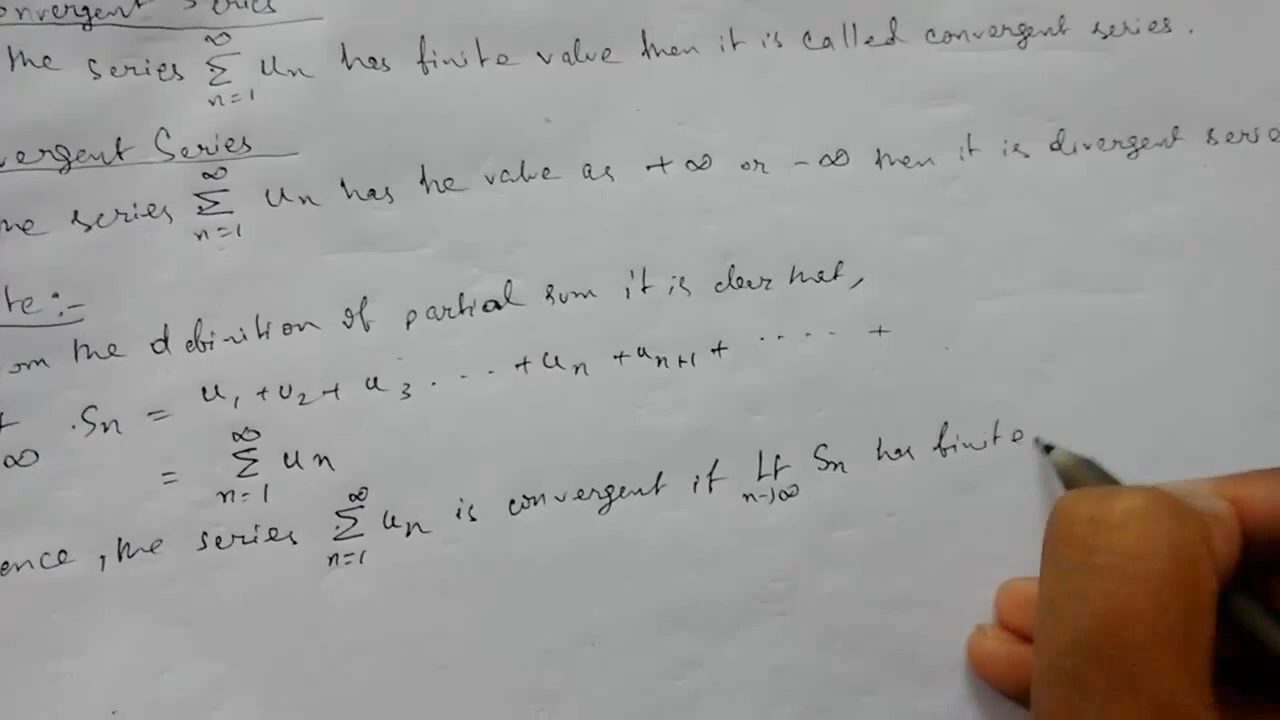 onvergent Series
the series ∞∑n=1 un has finite value then it is called convergent series.
vergent Series
he series ∞∑n=1 un has he value as +∞ or -∞ then it is divergent serie
te:-
om the definition of partial sum it is clear that,
∞ .Sn = u1+u2+u3....+un+un+1+.....+
= ∞∑n=1 un
ence, the series ∞∑n=1 un is convergent if Lt n→∞ Sn has finite